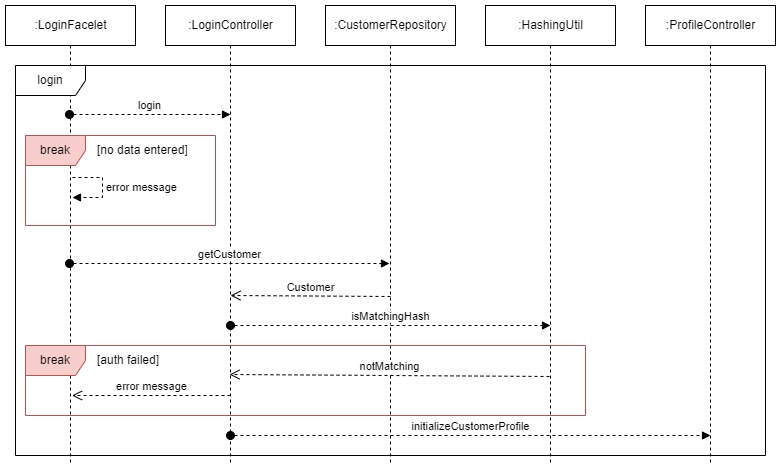 :LoginFacelet
:LoginController
:CustomerRepository
:HashingUtil
:ProfileController
login
login
break
[no data entered]
error message
getCustomer
Customer
isMatchingHash
break
[auth failed]
notMatching
error message
initializeCustomerProfile